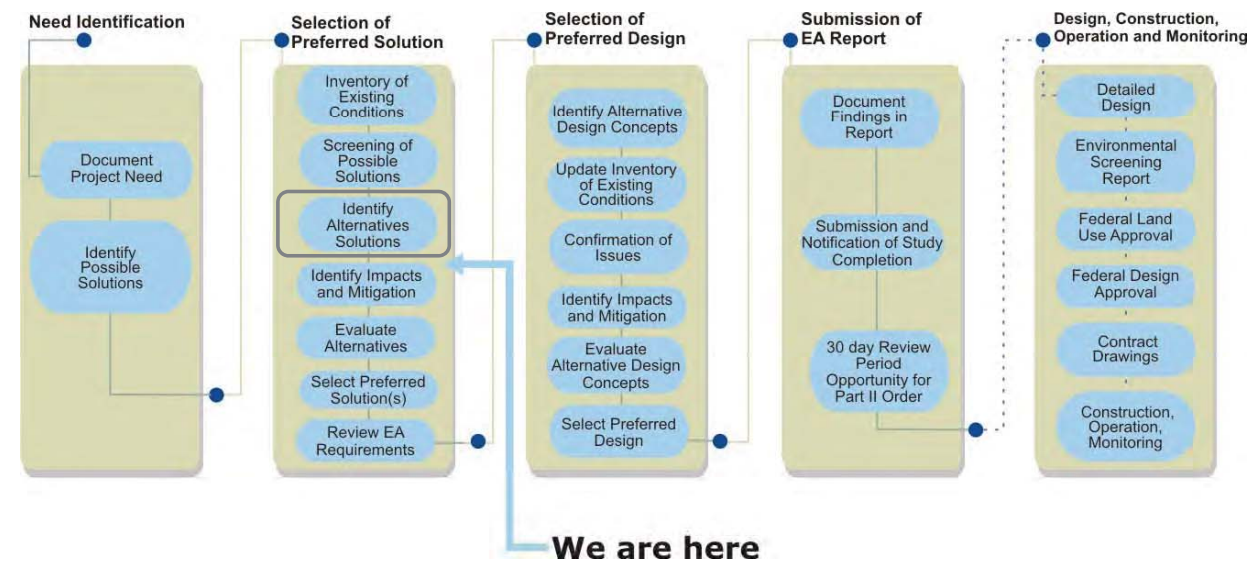 Need Identification
Document
Project Need
Identify
Possible
Solutions
Selection of
Preferred Solution
Inventory of
Existing
Conditions
Screening of
Possible
Solutions
Identify
Alternatives
Solutions
Identify Impacts
and Mitigation
Evaluate
Alternatives
Select Preferred
Solution(s)
Review EA
Requirements
Selection of
Preferred Design
Identify Alternative
Design Concepts
Update Inventory
of Existing
Conditions
Confirmation of
Issues
Identify Impacts
and Mitigation
Evaluate
Alternative Design
Concepts
Select Preferred
Design
Submission of
EA Report
Document
Findings in
Report
Submission and
Notification of Study
Completion
30 day Review
Period
Opportunity for
Part II Order
Design, Construction,
Operation and Monitoring
Detailed
Design
Environmental
Screening
Report
Federal Land
Use Approval
Federal Design
Approval
Contract
Drawings
Construction,
Operation,
Monitoring
We are here